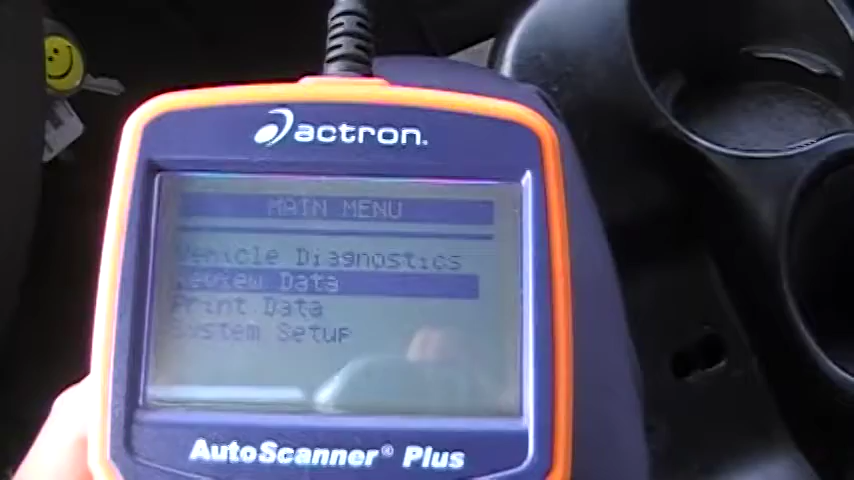 actron.
MAIN MENU
Vehicle Diagnostics
Review Data
Print Data
System Setup
AutoScanner® Plus